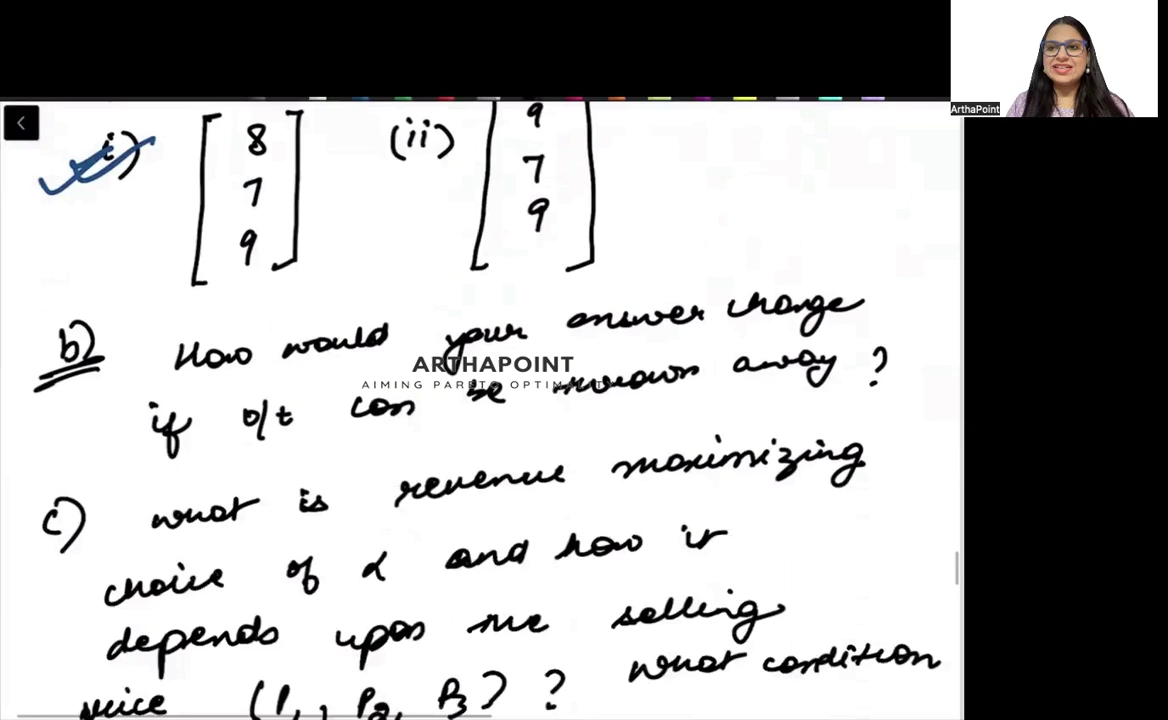 ArthaPoint
i) [8 7 9] (ii) [9 7 9]
b) How would your answer change
ARTHAPOINT
AIMING PARETO OPTIMALITY
if o/t can be thrown away ?
c) what is revenue maximizing
choice of α and how it
depends upon the selling
price (P1, P2, P3) ? what condition